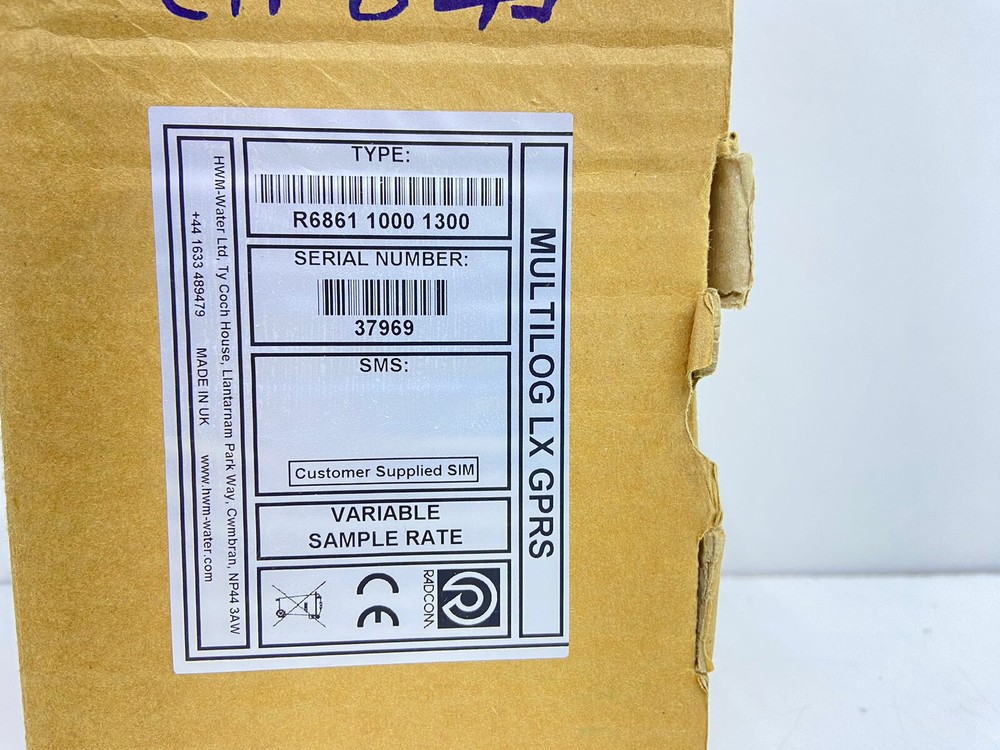 TYPE:
R6861 1000 1300
SERIAL NUMBER:
37969
SMS:
Customer Supplied SIM
VARIABLE
SAMPLE RATE
CE
RADCOM
MULTILOG LX GPRS
HWM-Water Ltd, Ty Coch House, Llantarnam Park Way, Cwmbran, NP44 3AW
+44 1633 489479 MADE IN UK www.hwm-water.com